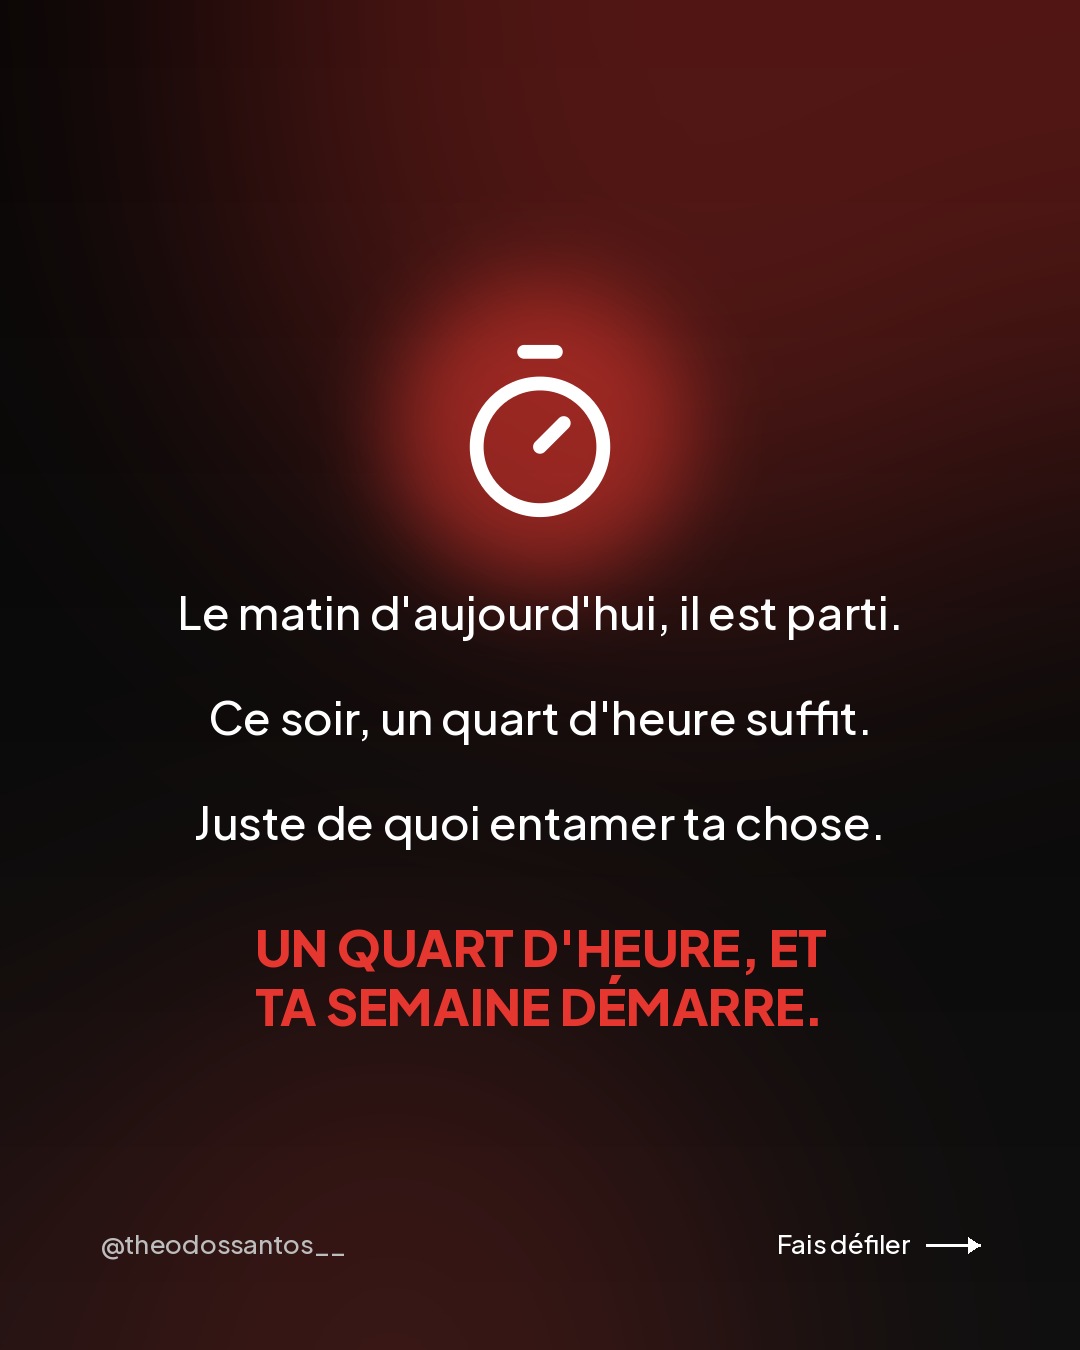 Le matin d'aujourd'hui, il est parti.
Ce soir, un quart d'heure suffit.
Juste de quoi entamer ta chose.
UN QUART D'HEURE, ET
TA SEMAINE DÉMARRE.
@theodossantos__
Fais défiler